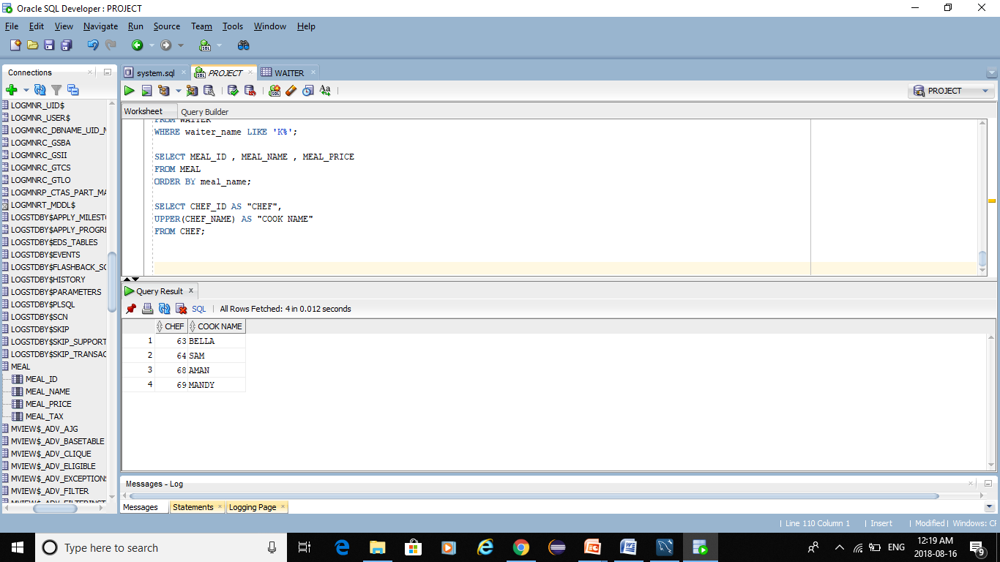 Oracle SQL Developer : PROJECT
File Edit View Navigate Run Source Team Tools Window Help
Connections
system.sql PROJECT WAITER
PROJECT
Worksheet Query Builder
LOGMNR_UID$
LOGMNR_USER$
LOGMNRC_DBNAME_UID_
LOGMNRC_GSBA
LOGMNRC_GSII
LOGMNRC_GTCS
LOGMNRC_GTLO
LOGMNRP_CTAS_PART_MA
LOGMNRT_MDDL$
LOGSTDBY$APPLY_MILEST
LOGSTDBY$APPLY_PROGR
LOGSTDBY$EDS_TABLES
LOGSTDBY$EVENTS
LOGSTDBY$FLASHBACK_SC
LOGSTDBY$HISTORY
LOGSTDBY$PARAMETERS
LOGSTDBY$PLSQL
LOGSTDBY$SCN
LOGSTDBY$SKIP
LOGSTDBY$SKIP_SUPPORT
LOGSTDBY$SKIP_TRANSAC
MEAL
MEAL_ID
MEAL_NAME
MEAL_PRICE
MEAL_TAX
MVIEW$_ADV_AJG
MVIEW$_ADV_BASETABLE
MVIEW$_ADV_CLIQUE
MVIEW$_ADV_ELIGIBLE
MVIEW$_ADV_EXCEPTION
MVIEW$_ADV_FILTER
MVIEW$_ADV_FILTERINST
FROM WAITER
WHERE waiter_name LIKE 'K%';
SELECT MEAL_ID , MEAL_NAME , MEAL_PRICE
FROM MEAL
ORDER BY meal_name;
SELECT CHEF_ID AS "CHEF",
UPPER(CHEF_NAME) AS "COOK NAME"
FROM CHEF;
Query Result
SQL | All Rows Fetched: 4 in 0.012 seconds
CHEF COOK NAME
1 63 BELLA
2 64 SAM
3 68 AMAN
4 69 MANDY
Messages - Log
Messages Statements Logging Page
| Line 110 Column 1 | Insert | Modified | Windows: CF
Type here to search
ENG
12:19 AM
2018-08-16
9